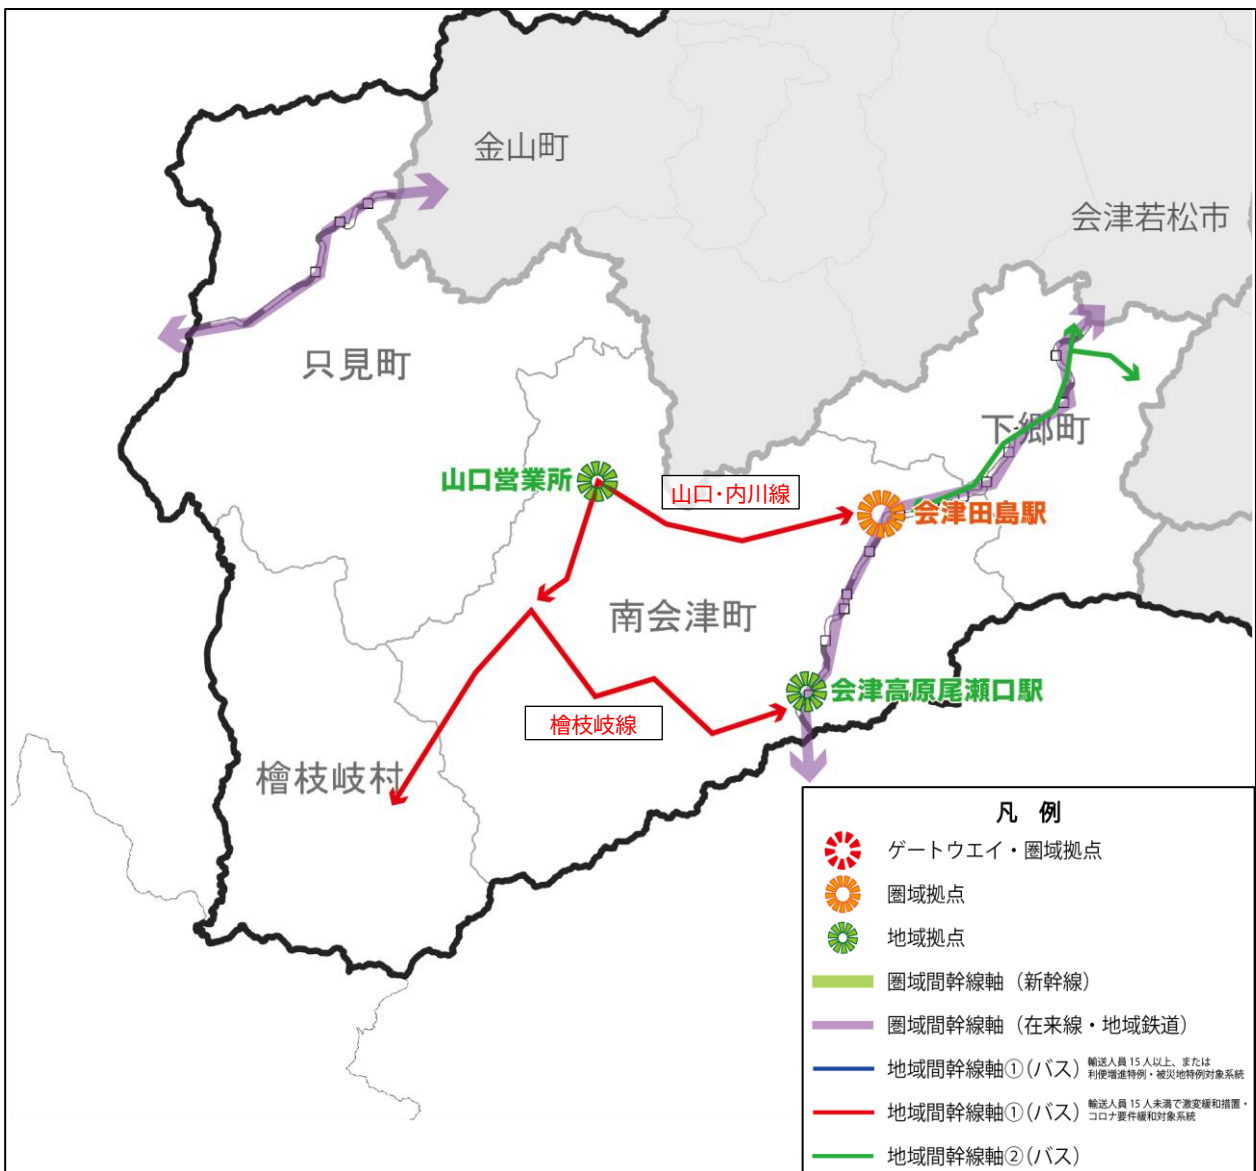 金山町
会津若松市
只見町
下郷町
山口営業所
山口・内川線
会津田島駅
南会津町
会津高原尾瀬口駅
檜枝岐線
檜枝岐村
凡 例
ゲートウエイ・圏域拠点
圏域拠点
地域拠点
圏域間幹線軸（新幹線）
圏域間幹線軸（在来線・地域鉄道）
地域間幹線軸①（バス） 輸送人員15人以上、または
利便増進特例・被災地特例対象系統
地域間幹線軸①（バス） 輸送人員15人未満で激変緩和措置・
コロナ要件緩和対象系統
地域間幹線軸②（バス）